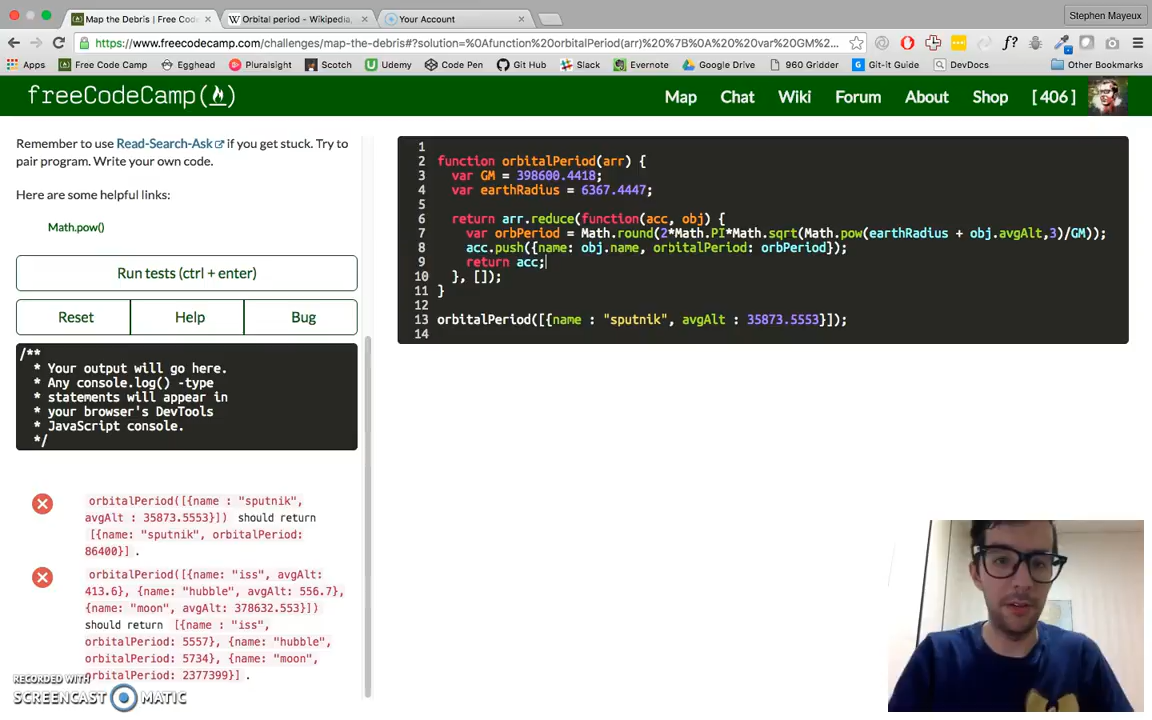 Map the Debris | Free Cod
Orbital period - Wikipedia,
Your Account
Stephen Mayeux
https://www.freecodecamp.com/challenges/map-the-debris#?solution=%0Afunction%20orbitalPeriod(arr)%20%7B%0A%20%20var%20GM%...
Apps
Free Code Camp
Egghead
Pluralsight
Scotch
Udemy
Code Pen
Git Hub
Slack
Evernote
Google Drive
960 Gridder
Git-it Guide
DevDocs
Other Bookmarks
freeCodeCamp
Map
Chat
Wiki
Forum
About
Shop
[ 406 ]
Remember to use Read-Search-Ask if you get stuck. Try to
pair program. Write your own code.
Here are some helpful links:
Math.pow()
Run tests (ctrl + enter)
Reset
Help
Bug
/**
* Your output will go here.
* Any console.log() -type
* statements will appear in
* your browser's DevTools
* JavaScript console.
*/
orbitalPeriod([{name : "sputnik",
avgAlt : 35873.5553}]) should return
[{name: "sputnik", orbitalPeriod:
86400}] .
orbitalPeriod([{name: "iss", avgAlt:
413.6}, {name: "hubble", avgAlt: 556.7},
{name: "moon", avgAlt: 378632.553}])
should return [{name : "iss",
orbitalPeriod: 5557}, {name: "hubble",
orbitalPeriod: 5734}, {name: "moon",
orbitalPeriod: 2377399}] .
RECORDED WITH
SCREENCAST MATIC
1
2 function orbitalPeriod(arr) {
3 var GM = 398600.4418;
4 var earthRadius = 6367.4447;
5
6 return arr.reduce(function(acc, obj) {
7 var orbPeriod = Math.round(2*Math.PI*Math.sqrt(Math.pow(earthRadius + obj.avgAlt,3)/GM));
8 acc.push({name: obj.name, orbitalPeriod: orbPeriod});
9 return acc;
10 }, []);
11 }
12
13 orbitalPeriod([{name : "sputnik", avgAlt : 35873.5553}]);
14